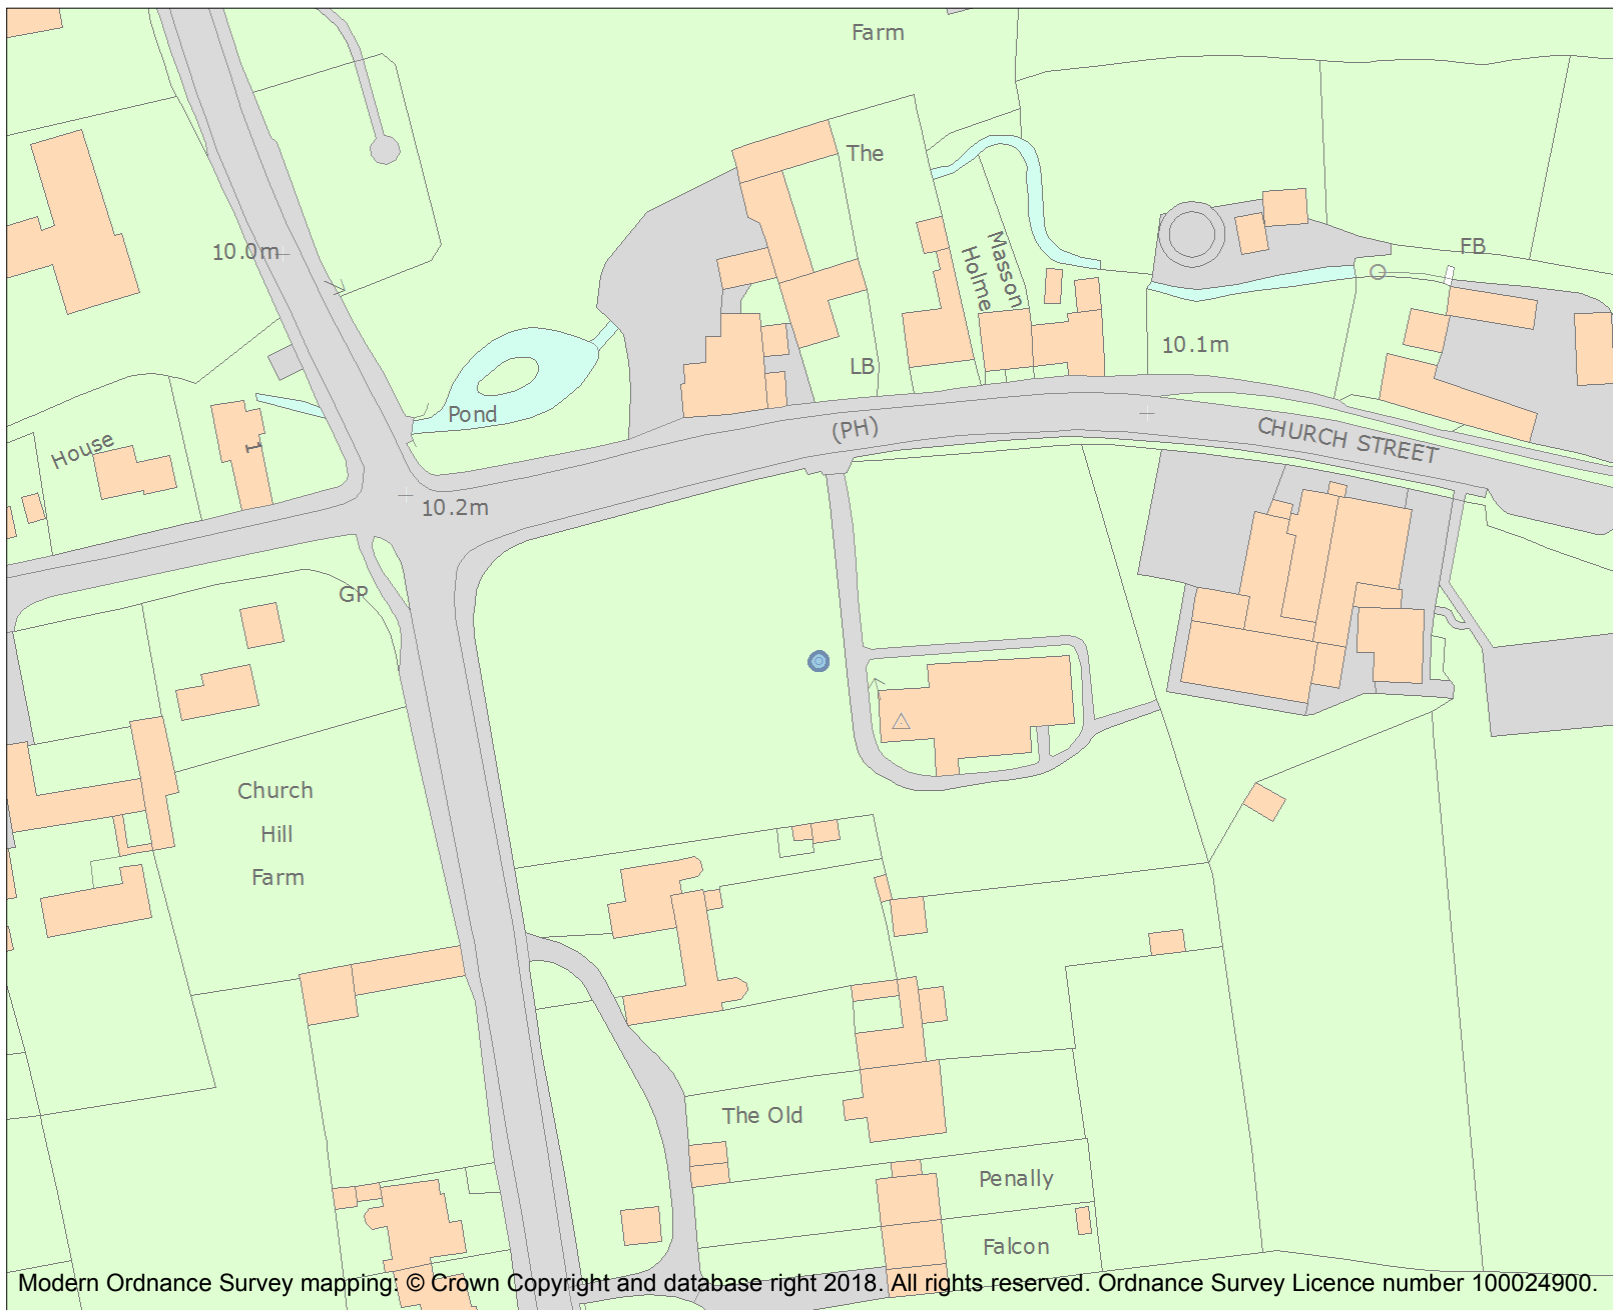 Farm
The
10.0m
Masson
Holme
FB
10.1m
LB
Pond
(PH)
CHURCH STREET
House
1
10.2m
GP
Church
Hill
Farm
The Old
Penally
Falcon
Modern Ordnance Survey mapping: © Crown Copyright and database right 2018. All rights reserved. Ordnance Survey Licence number 100024900.